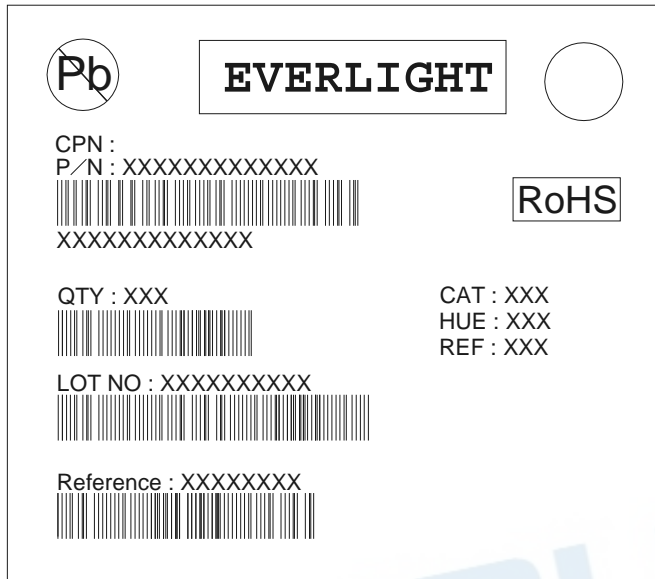 Pb
EVERLIGHT
CPN :
P/N : XXXXXXXXXXXXX
RoHS
XXXXXXXXXXXXX
QTY : XXX
CAT : XXX
HUE : XXX
REF : XXX
LOT NO : XXXXXXXXXX
Reference : XXXXXXXX